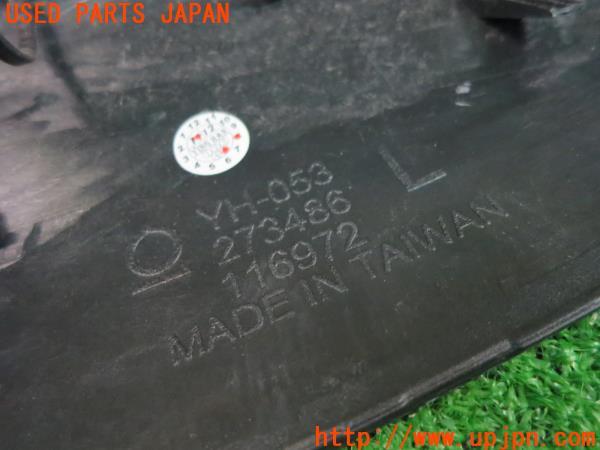 USED PARTS JAPAN
YH-053
L
273486
116972
MADE IN TAIWAN
http://www.upjpn.com